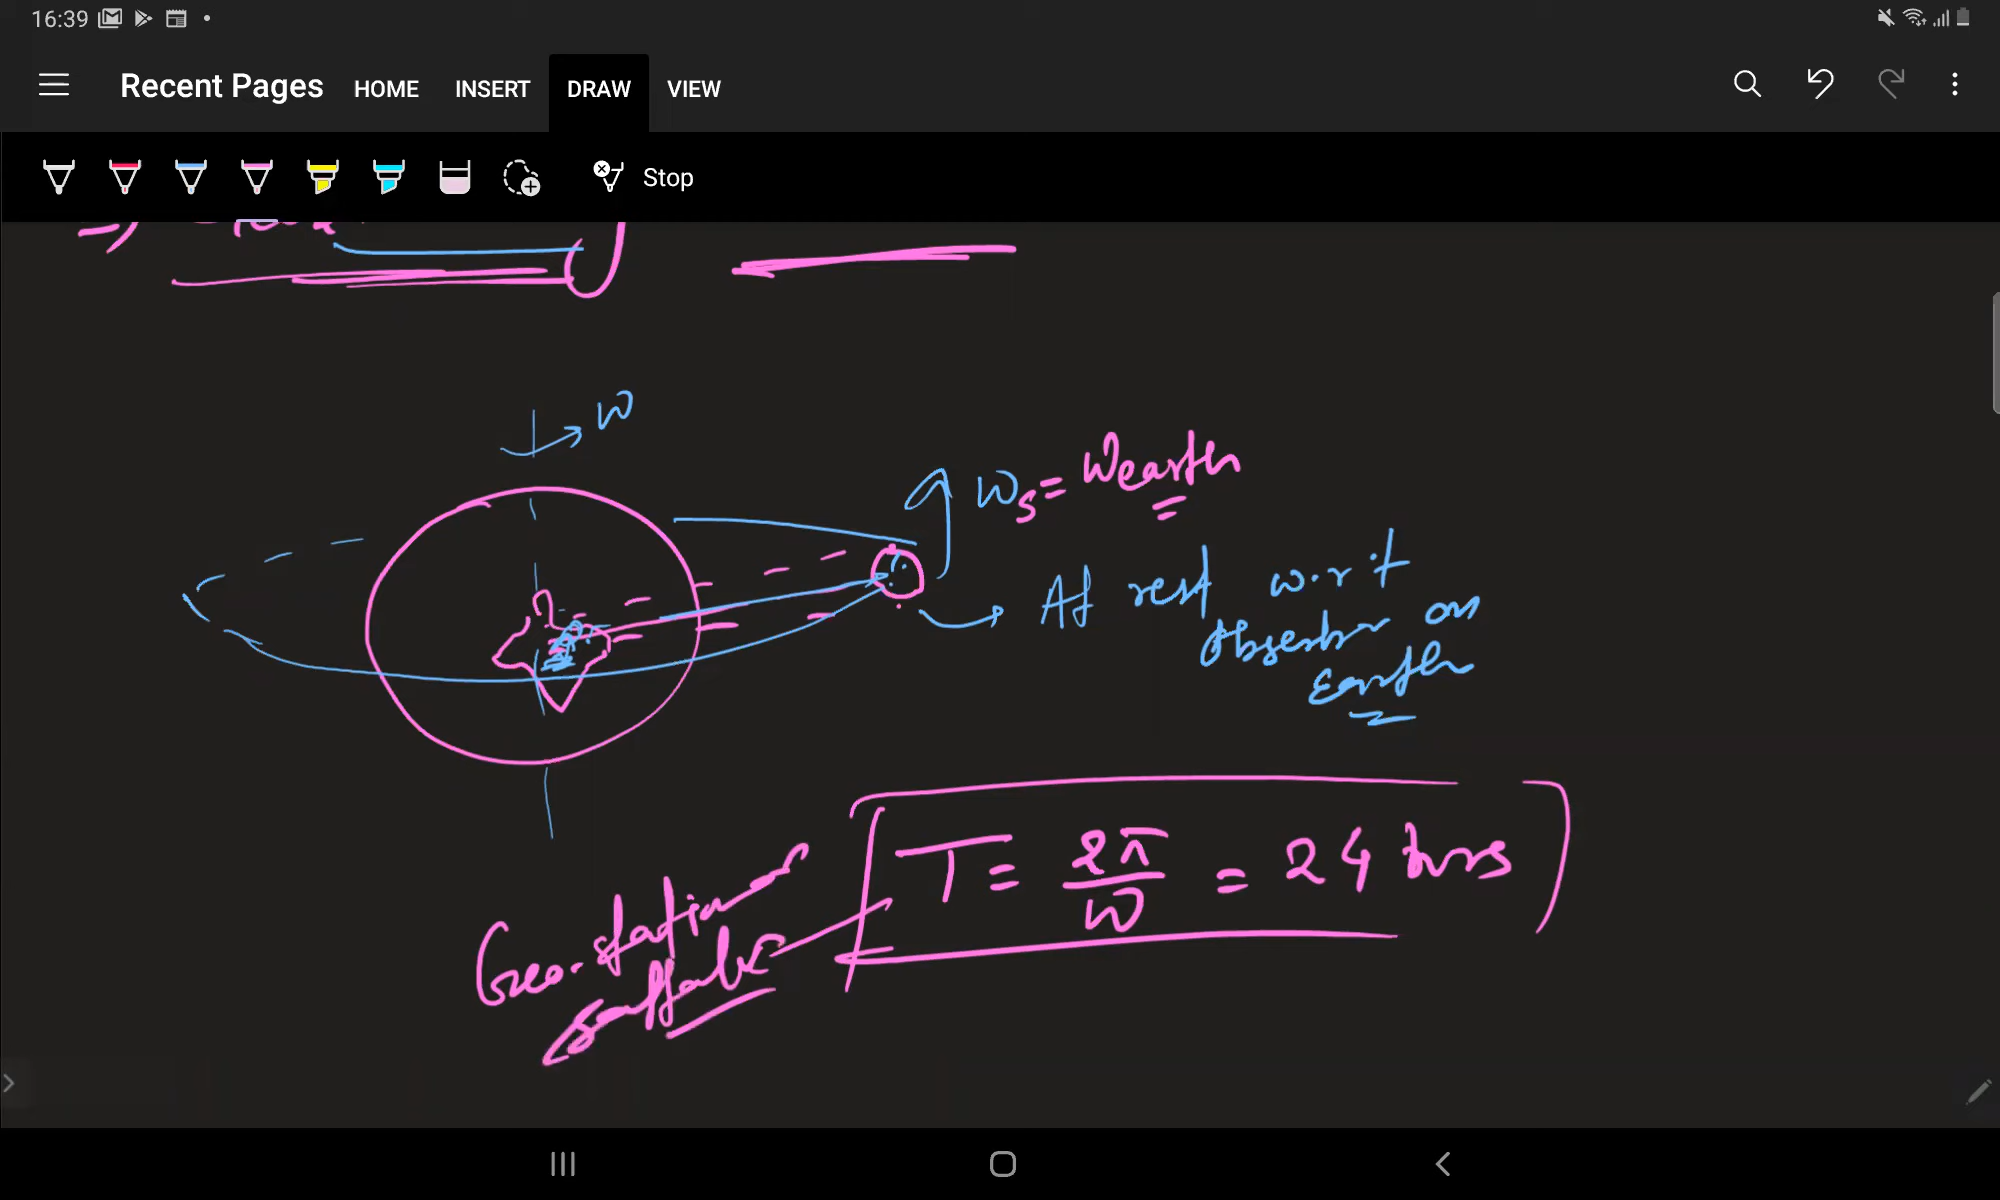 16:39
Recent Pages HOME INSERT DRAW VIEW
Stop
ω
ωs = ωearth
At rest w.r.t
Observer on
Earth
T = 2π/ω = 24 hrs
Geo-stationary
satellite